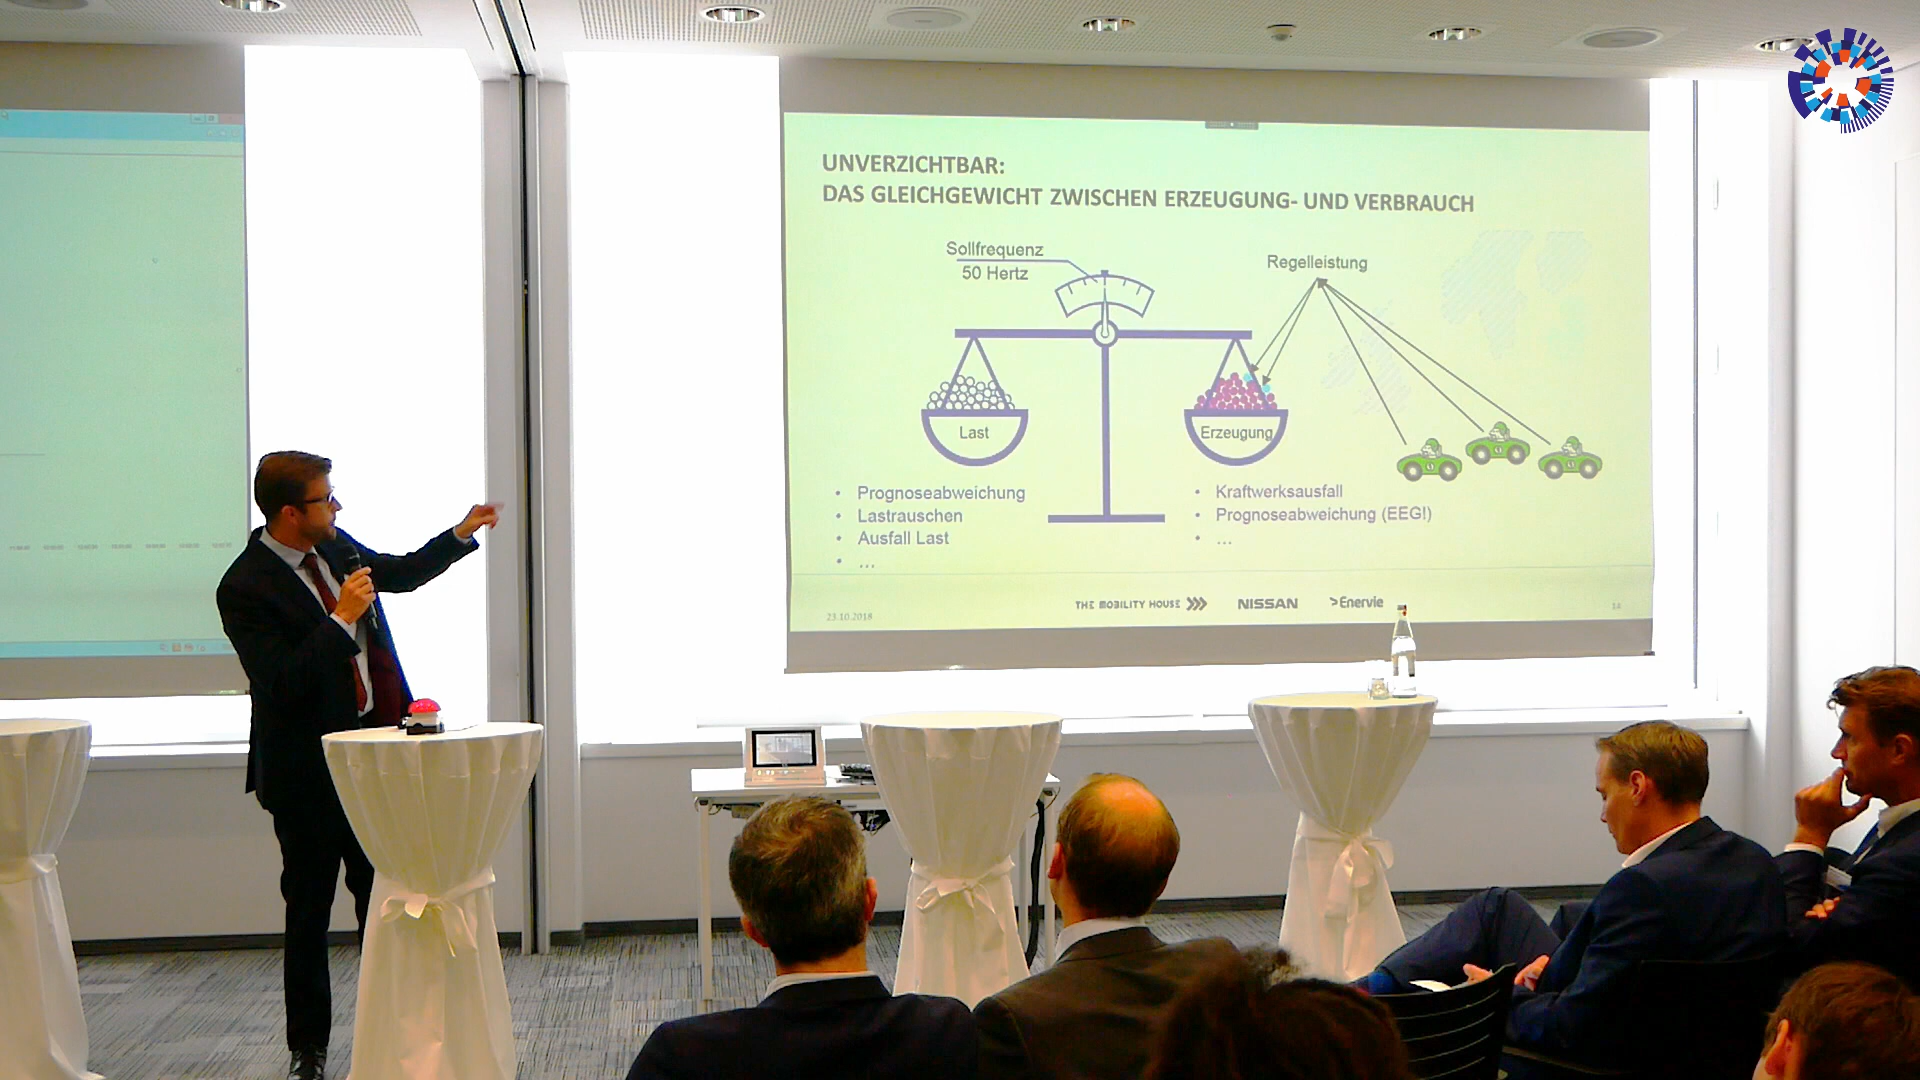 UNVERZICHTBAR:
DAS GLEICHGEWICHT ZWISCHEN ERZEUGUNG- UND VERBRAUCH
Sollfrequenz
50 Hertz
Regelleistung
Last
Erzeugung
• Prognoseabweichung
• Lastrauschen
• Ausfall Last
• …
• Kraftwerksausfall
• Prognoseabweichung (EEG!)
• …
23.10.2018
THE MOBILITY HOUSE
NISSAN
>Enervie
14